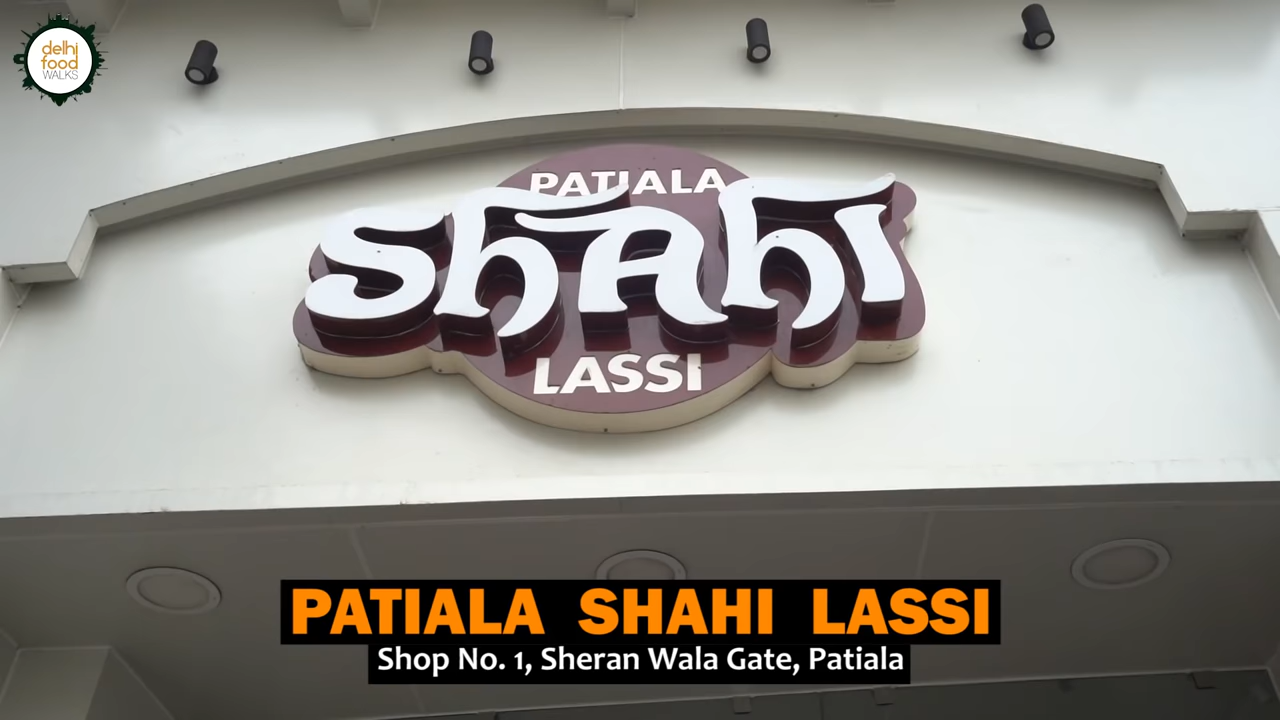 delhi
food
WALKS
PATIALA
SHAHI
LASSI
PATIALA SHAHI LASSI
Shop No. 1, Sheran Wala Gate, Patiala